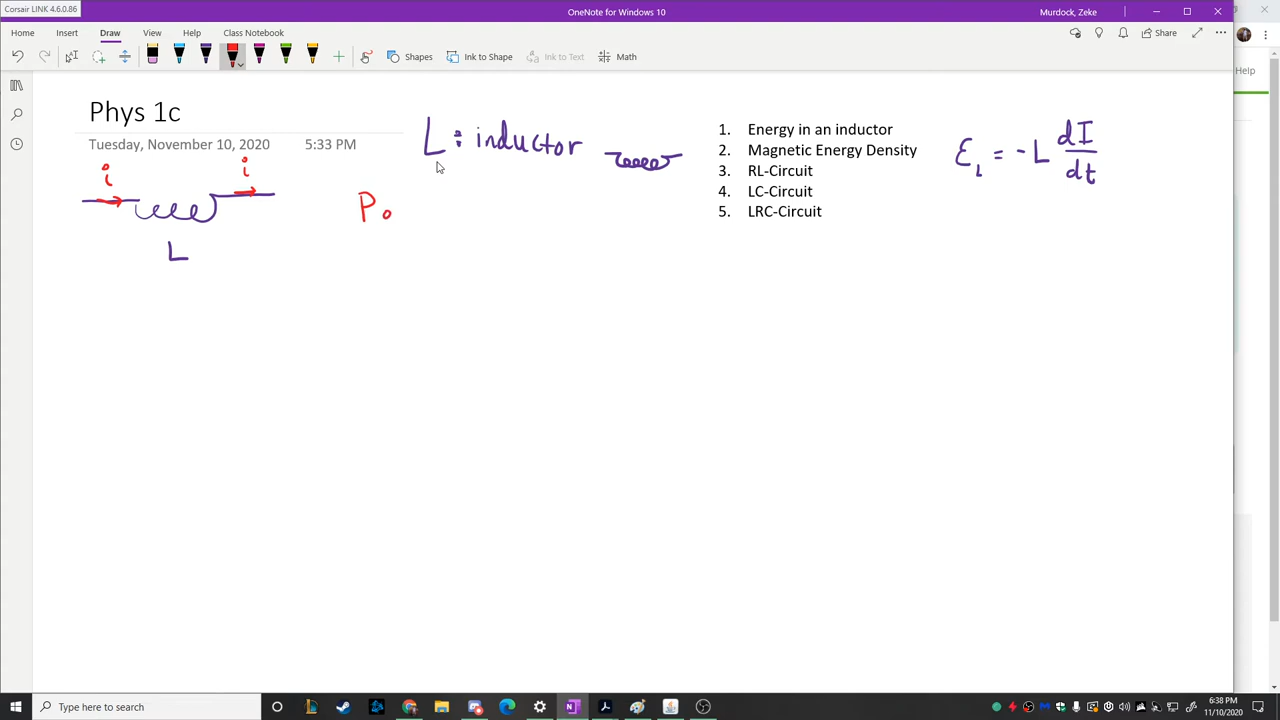 Corsair LINK 4.6.0.86
OneNote for Windows 10
Murdock, Zeke
Home Insert Draw View Help Class Notebook
Share
Shapes Ink to Shape Ink to Text Math
Help
Phys 1c
Tuesday, November 10, 2020 5:33 PM
L : inductor
i i
L
Po
1. Energy in an inductor
2. Magnetic Energy Density
3. RL-Circuit
4. LC-Circuit
5. LRC-Circuit
ℰL = -L dI/dt
Type here to search
6:38 PM
11/10/2020